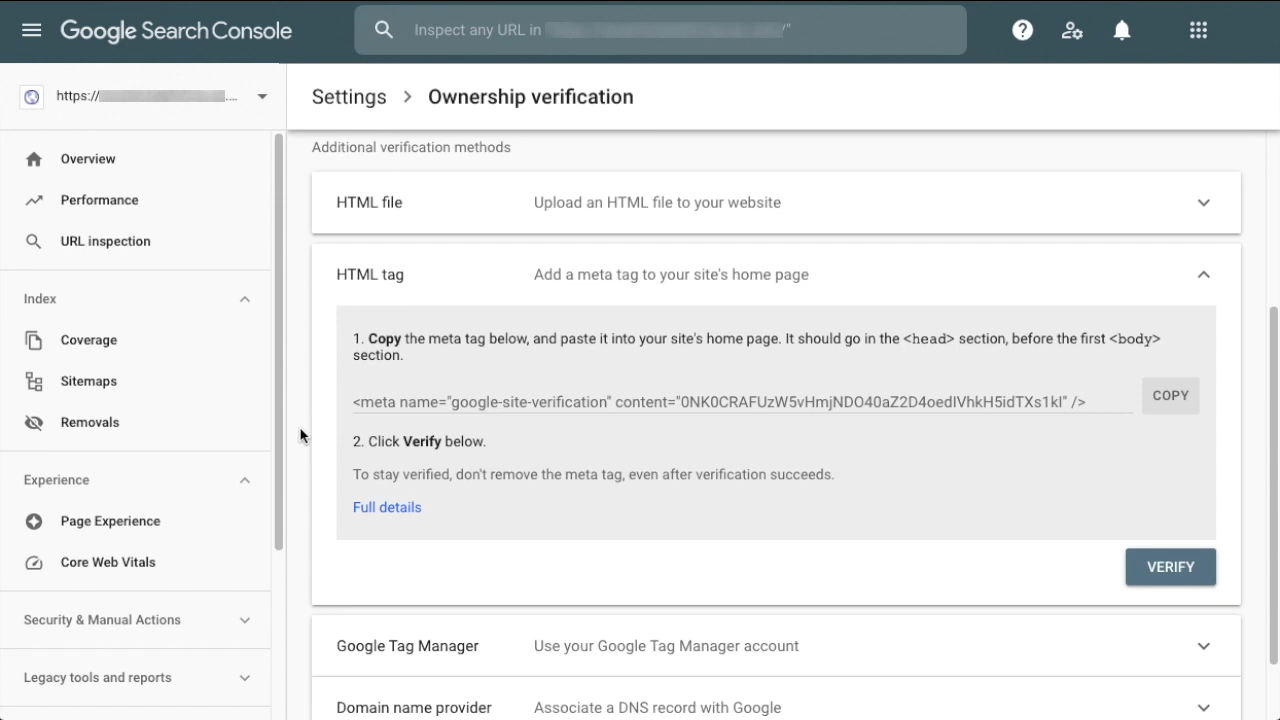 Google Search Console
Inspect any URL in "
https://
....
Settings > Ownership verification
Overview
Performance
URL inspection
Index
Coverage
Sitemaps
Removals
Experience
Page Experience
Core Web Vitals
Security & Manual Actions
Legacy tools and reports
Additional verification methods
HTML file Upload an HTML file to your website
HTML tag Add a meta tag to your site's home page
1. Copy the meta tag below, and paste it into your site's home page. It should go in the <head> section, before the first <body>
section.
<meta name="google-site-verification" content="0NK0CRAFUzW5vHmjNDO40aZ2D4oedIVhkH5idTXs1kI" />
COPY
2. Click Verify below.
To stay verified, don't remove the meta tag, even after verification succeeds.
Full details
VERIFY
Google Tag Manager Use your Google Tag Manager account
Domain name provider Associate a DNS record with Google